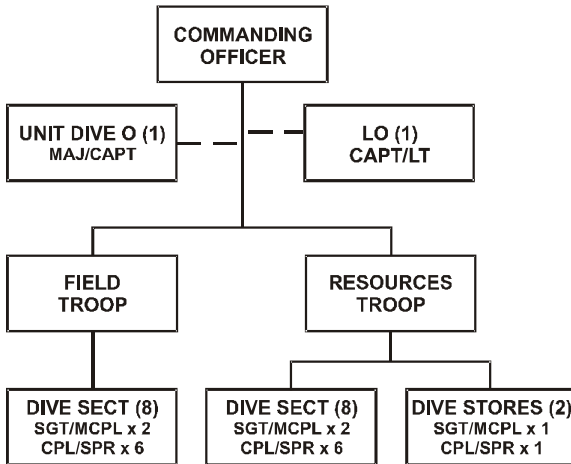 COMMANDING
OFFICER
UNIT DIVE O (1)
MAJ/CAPT
LO (1)
CAPT/LT
FIELD
TROOP
RESOURCES
TROOP
DIVE SECT (8)
SGT/MCPL x 2
CPL/SPR x 6
DIVE SECT (8)
SGT/MCPL x 2
CPL/SPR x 6
DIVE STORES (2)
SGT/MCPL x 1
CPL/SPR x 1